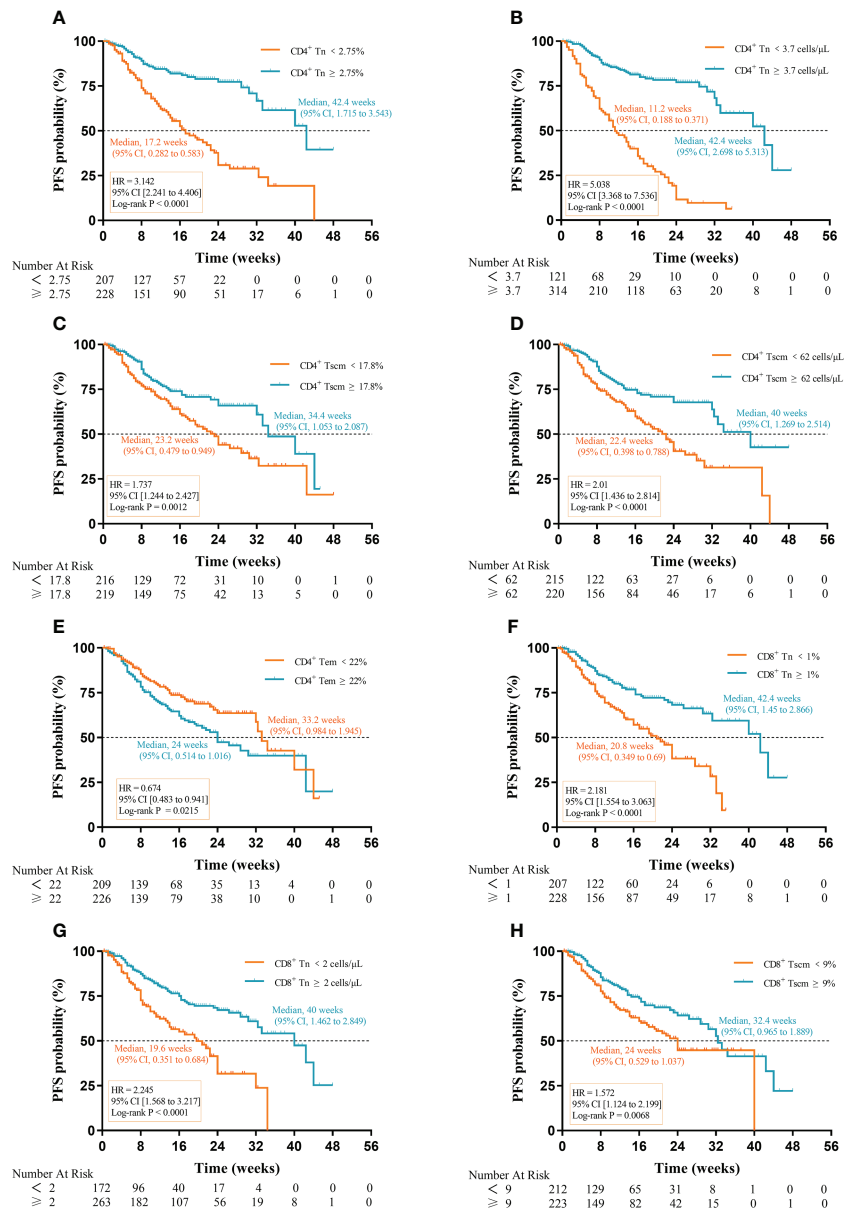 A
PFS probability (%)
100
75
50
25
0
CD4+ Tn < 2.75%
CD4+ Tn ≥ 2.75%
Median, 42.4 weeks
(95% CI, 1.715 to 3.543)
Median, 17.2 weeks
(95% CI, 0.282 to 0.583)
HR = 3.142
95% CI [2.241 to 4.406]
Log-rank P < 0.0001
0 8 16 24 32 40 48 56
Time (weeks)
Number At Risk
< 2.75 207 127 57 22 0 0 0 0
≥ 2.75 228 151 90 51 17 6 1 0
B
PFS probability (%)
100
75
50
25
0
CD4+ Tn < 3.7 cells/μL
CD4+ Tn ≥ 3.7 cells/μL
Median, 11.2 weeks
(95% CI, 0.188 to 0.371)
Median, 42.4 weeks
(95% CI, 2.698 to 5.313)
HR = 5.038
95% CI [3.368 to 7.536]
Log-rank P < 0.0001
0 8 16 24 32 40 48 56
Time (weeks)
Number At Risk
< 3.7 121 68 29 10 0 0 0 0
≥ 3.7 314 210 118 63 20 8 1 0
C
PFS probability (%)
100
75
50
25
0
CD4+ Tscm < 17.8%
CD4+ Tscm ≥ 17.8%
Median, 34.4 weeks
(95% CI, 1.053 to 2.087)
Median, 23.2 weeks
(95% CI, 0.479 to 0.949)
HR = 1.737
95% CI [1.244 to 2.427]
Log-rank P = 0.0012
0 8 16 24 32 40 48 56
Time (weeks)
Number At Risk
< 17.8 216 129 72 31 10 0 1 0
≥ 17.8 219 149 75 42 13 5 0 0
D
PFS probability (%)
100
75
50
25
0
CD4+ Tscm < 62 cells/μL
CD4+ Tscm ≥ 62 cells/μL
Median, 40 weeks
(95% CI, 1.269 to 2.514)
Median, 22.4 weeks
(95% CI, 0.398 to 0.788)
HR = 2.01
95% CI [1.436 to 2.814]
Log-rank P < 0.0001
0 8 16 24 32 40 48 56
Time (weeks)
Number At Risk
< 62 215 122 63 27 6 0 0 0
≥ 62 220 156 84 46 17 6 1 0
E
PFS probability (%)
100
75
50
25
0
CD4+ Tem < 22%
CD4+ Tem ≥ 22%
Median, 33.2 weeks
(95% CI, 0.984 to 1.945)
Median, 24 weeks
(95% CI, 0.514 to 1.016)
HR = 0.674
95% CI [0.483 to 0.941]
Log-rank P = 0.0215
0 8 16 24 32 40 48 56
Time (weeks)
Number At Risk
< 22 209 139 68 35 13 4 0 0
≥ 22 226 139 79 38 10 0 1 0
F
PFS probability (%)
100
75
50
25
0
CD8+ Tn < 1%
CD8+ Tn ≥ 1%
Median, 42.4 weeks
(95% CI, 1.45 to 2.866)
Median, 20.8 weeks
(95% CI, 0.349 to 0.69)
HR = 2.181
95% CI [1.554 to 3.063]
Log-rank P < 0.0001
0 8 16 24 32 40 48 56
Time (weeks)
Number At Risk
< 1 207 122 60 24 6 0 0 0
≥ 1 228 156 87 49 17 8 1 0
G
PFS probability (%)
100
75
50
25
0
CD8+ Tn < 2 cells/μL
CD8+ Tn ≥ 2 cells/μL
Median, 40 weeks
(95% CI, 1.462 to 2.849)
Median, 19.6 weeks
(95% CI, 0.351 to 0.684)
HR = 2.245
95% CI [1.568 to 3.217]
Log-rank P < 0.0001
0 8 16 24 32 40 48 56
Time (weeks)
Number At Risk
< 2 172 96 40 17 4 0 0 0
≥ 2 263 182 107 56 19 8 1 0
H
PFS probability (%)
100
75
50
25
0
CD8+ Tscm < 9%
CD8+ Tscm ≥ 9%
Median, 32.4 weeks
(95% CI, 0.965 to 1.889)
Median, 24 weeks
(95% CI, 0.529 to 1.037)
HR = 1.572
95% CI [1.124 to 2.199]
Log-rank P = 0.0068
0 8 16 24 32 40 48 56
Time (weeks)
Number At Risk
< 9 212 129 65 31 8 1 0 0
≥ 9 223 149 82 42 15 0 1 0